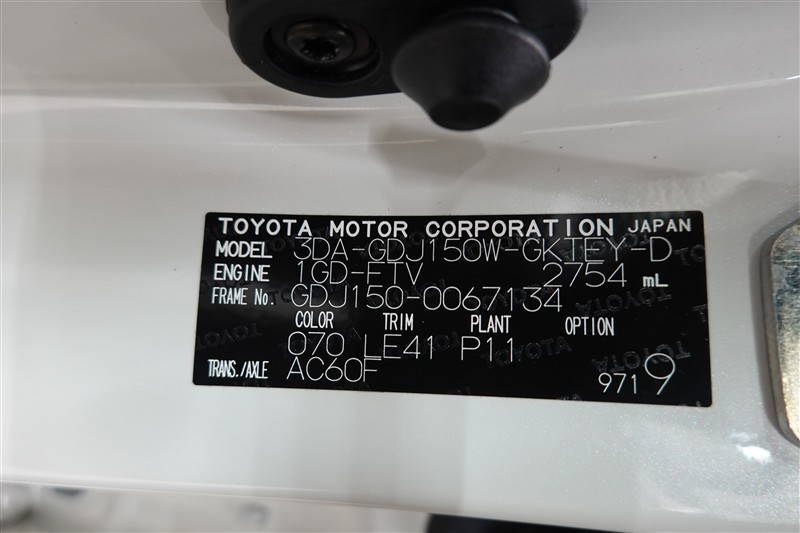 TOYOTA MOTOR CORPORATION JAPAN
MODEL 3DA-GDJ150W-GKTEY-D
ENGINE 1GD-FTV 2754 mL
FRAME No. GDJ150-0067134
COLOR TRIM PLANT OPTION
070 LE41 P11
TRANS./AXLE AC60F
9719